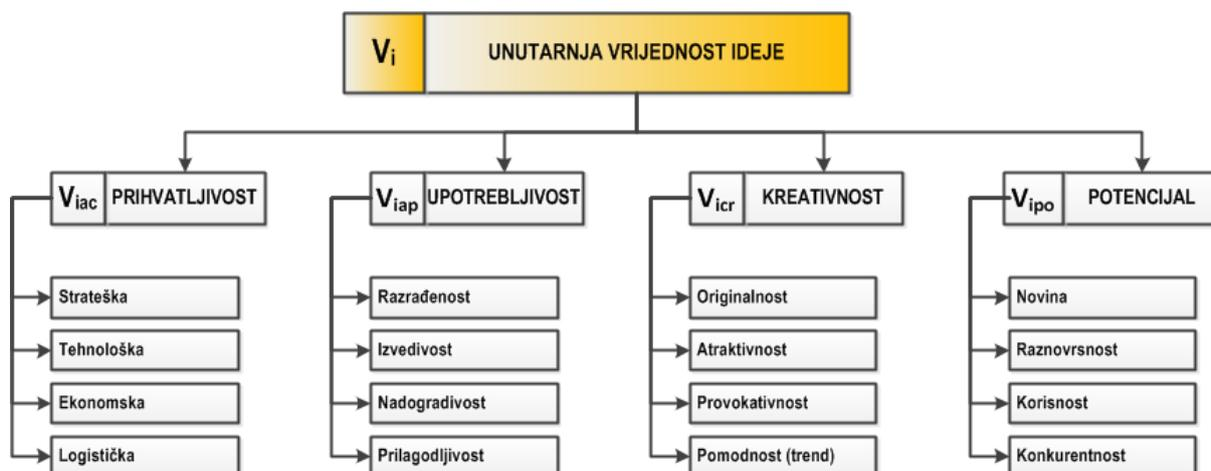 Vi UNUTARNJA VRIJEDNOST IDEJE
Viac PRIHVATLJIVOST
Strateška
Tehnološka
Ekonomska
Logistička
Viap UPOTREBLJIVOST
Razrađenost
Izvedivost
Nadogradivost
Prilagodljivost
Vicr KREATIVNOST
Originalnost
Atraktivnost
Provokativnost
Pomodnost (trend)
Vipo POTENCIJAL
Novina
Raznovrsnost
Korisnost
Konkurentnost